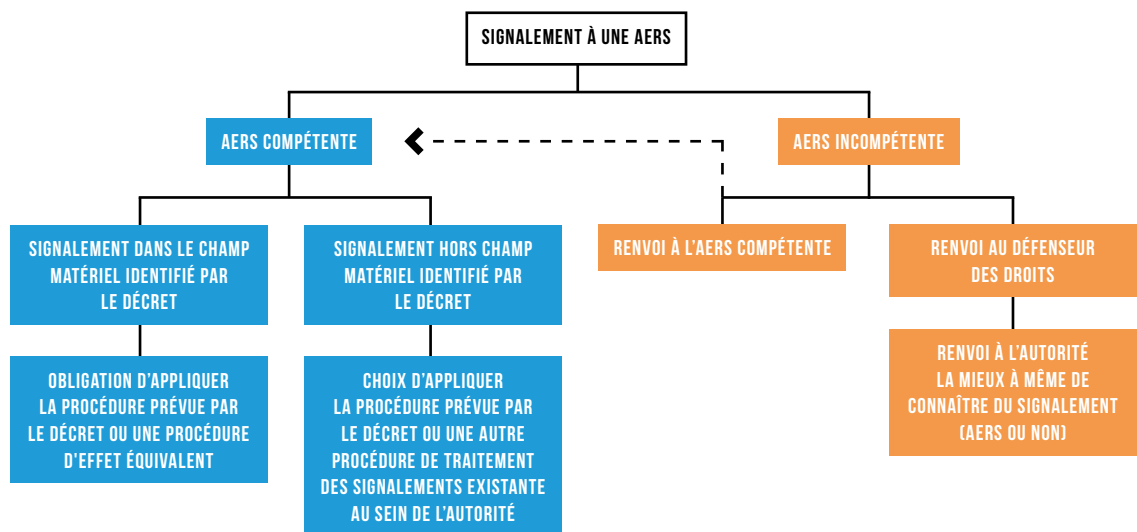 SIGNALEMENT À UNE AERS
AERS COMPÉTENTE
AERS INCOMPÉTENTE
SIGNALEMENT DANS LE CHAMP
MATÉRIEL IDENTIFIÉ PAR
LE DÉCRET
SIGNALEMENT HORS CHAMP
MATÉRIEL IDENTIFIÉ PAR
LE DÉCRET
RENVOI À L'AERS COMPÉTENTE
RENVOI AU DÉFENSEUR
DES DROITS
OBLIGATION D'APPLIQUER
LA PROCÉDURE PRÉVUE PAR
LE DÉCRET OU UNE PROCÉDURE
D'EFFET ÉQUIVALENT
CHOIX D'APPLIQUER
LA PROCÉDURE PRÉVUE PAR
LE DÉCRET OU UNE AUTRE
PROCÉDURE DE TRAITEMENT
DES SIGNALEMENTS EXISTANTE
AU SEIN DE L'AUTORITÉ
RENVOI À L'AUTORITÉ
LA MIEUX À MÊME DE
CONNAÎTRE DU SIGNALEMENT
(AERS OU NON)